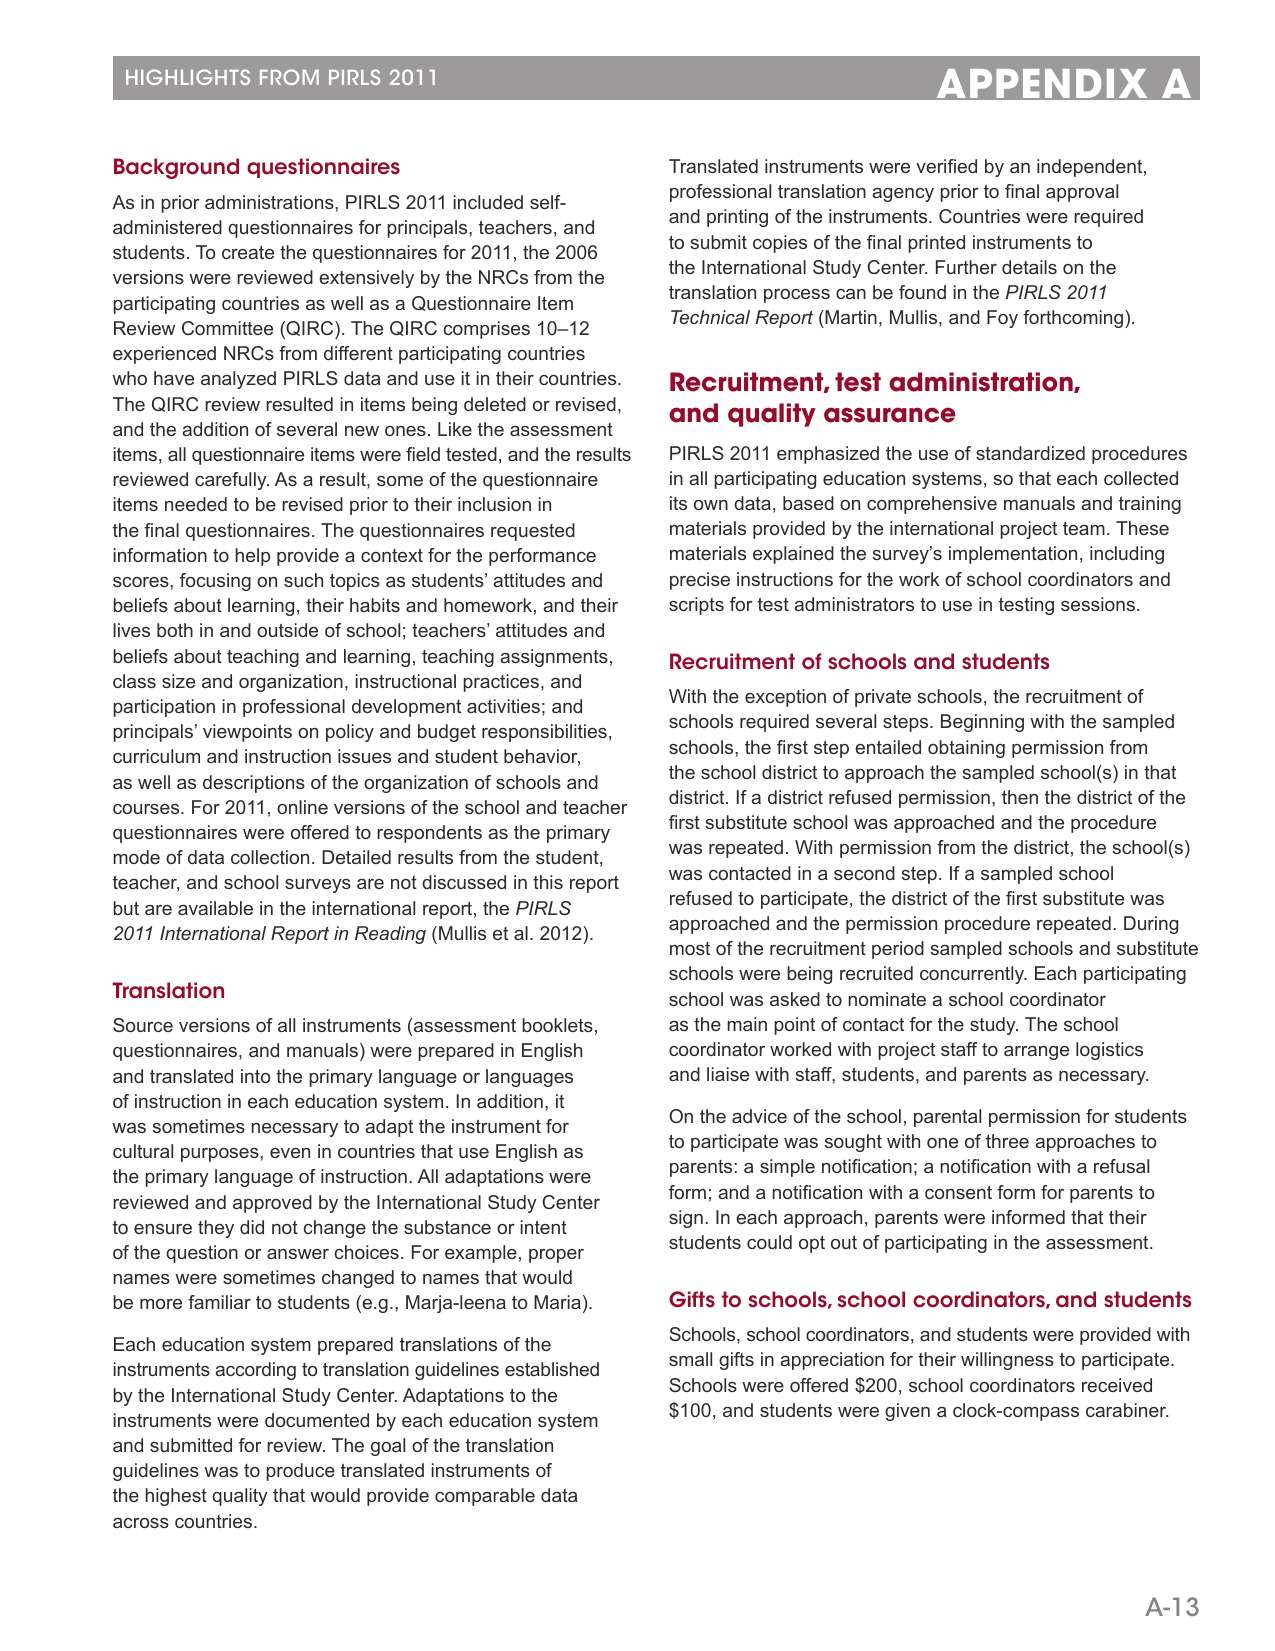 HIGHLIGHTS FROM PIRLS 2011
APPENDIX A
Background questionnaires
As in prior administrations, PIRLS 2011 included self-
administered questionnaires for principals, teachers, and
students. To create the questionnaires for 2011, the 2006
versions were reviewed extensively by the NRCs from the
participating countries as well as a Questionnaire Item
Review Committee (QIRC). The QIRC comprises 10–12
experienced NRCs from different participating countries
who have analyzed PIRLS data and use it in their countries.
The QIRC review resulted in items being deleted or revised,
and the addition of several new ones. Like the assessment
items, all questionnaire items were field tested, and the results
reviewed carefully. As a result, some of the questionnaire
items needed to be revised prior to their inclusion in
the final questionnaires. The questionnaires requested
information to help provide a context for the performance
scores, focusing on such topics as students’ attitudes and
beliefs about learning, their habits and homework, and their
lives both in and outside of school; teachers’ attitudes and
beliefs about teaching and learning, teaching assignments,
class size and organization, instructional practices, and
participation in professional development activities; and
principals’ viewpoints on policy and budget responsibilities,
curriculum and instruction issues and student behavior,
as well as descriptions of the organization of schools and
courses. For 2011, online versions of the school and teacher
questionnaires were offered to respondents as the primary
mode of data collection. Detailed results from the student,
teacher, and school surveys are not discussed in this report
but are available in the international report, the PIRLS
2011 International Report in Reading (Mullis et al. 2012).
Translation
Source versions of all instruments (assessment booklets,
questionnaires, and manuals) were prepared in English
and translated into the primary language or languages
of instruction in each education system. In addition, it
was sometimes necessary to adapt the instrument for
cultural purposes, even in countries that use English as
the primary language of instruction. All adaptations were
reviewed and approved by the International Study Center
to ensure they did not change the substance or intent
of the question or answer choices. For example, proper
names were sometimes changed to names that would
be more familiar to students (e.g., Marja-leena to Maria).
Each education system prepared translations of the
instruments according to translation guidelines established
by the International Study Center. Adaptations to the
instruments were documented by each education system
and submitted for review. The goal of the translation
guidelines was to produce translated instruments of
the highest quality that would provide comparable data
across countries.
Translated instruments were verified by an independent,
professional translation agency prior to final approval
and printing of the instruments. Countries were required
to submit copies of the final printed instruments to
the International Study Center. Further details on the
translation process can be found in the PIRLS 2011
Technical Report (Martin, Mullis, and Foy forthcoming).
Recruitment, test administration,
and quality assurance
PIRLS 2011 emphasized the use of standardized procedures
in all participating education systems, so that each collected
its own data, based on comprehensive manuals and training
materials provided by the international project team. These
materials explained the survey’s implementation, including
precise instructions for the work of school coordinators and
scripts for test administrators to use in testing sessions.
Recruitment of schools and students
With the exception of private schools, the recruitment of
schools required several steps. Beginning with the sampled
schools, the first step entailed obtaining permission from
the school district to approach the sampled school(s) in that
district. If a district refused permission, then the district of the
first substitute school was approached and the procedure
was repeated. With permission from the district, the school(s)
was contacted in a second step. If a sampled school
refused to participate, the district of the first substitute was
approached and the permission procedure repeated. During
most of the recruitment period sampled schools and substitute
schools were being recruited concurrently. Each participating
school was asked to nominate a school coordinator
as the main point of contact for the study. The school
coordinator worked with project staff to arrange logistics
and liaise with staff, students, and parents as necessary.
On the advice of the school, parental permission for students
to participate was sought with one of three approaches to
parents: a simple notification; a notification with a refusal
form; and a notification with a consent form for parents to
sign. In each approach, parents were informed that their
students could opt out of participating in the assessment.
Gifts to schools, school coordinators, and students
Schools, school coordinators, and students were provided with
small gifts in appreciation for their willingness to participate.
Schools were offered $200, school coordinators received
$100, and students were given a clock-compass carabiner.
A-13